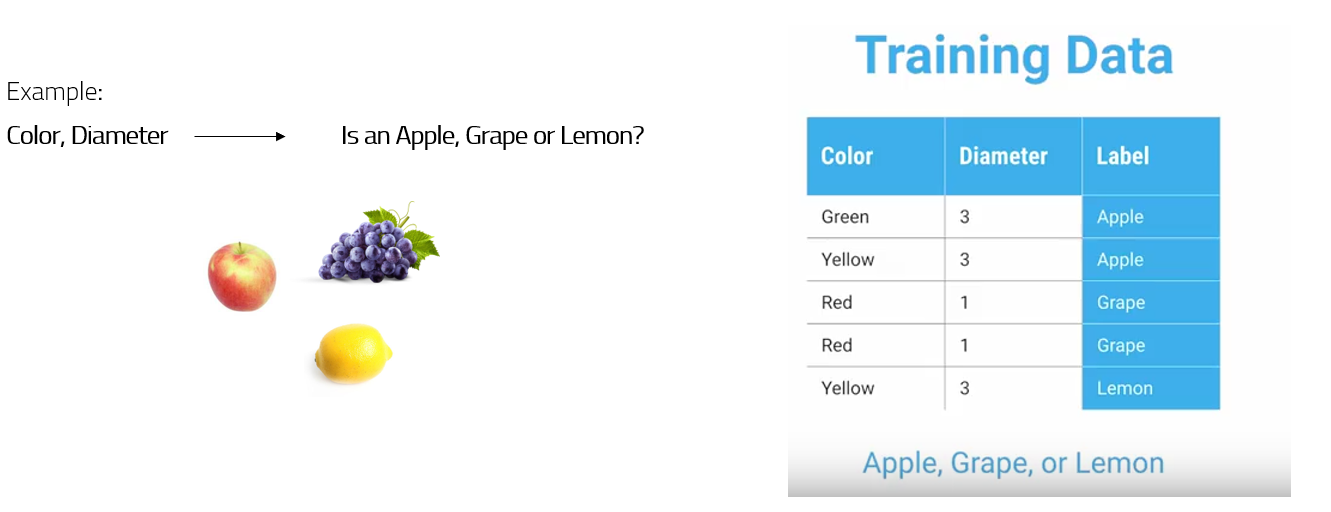 Example:
Color, Diameter
Is an Apple, Grape or Lemon?
Training Data
Color Diameter Label
Green 3 Apple
Yellow 3 Apple
Red 1 Grape
Red 1 Grape
Yellow 3 Lemon
Apple, Grape, or Lemon